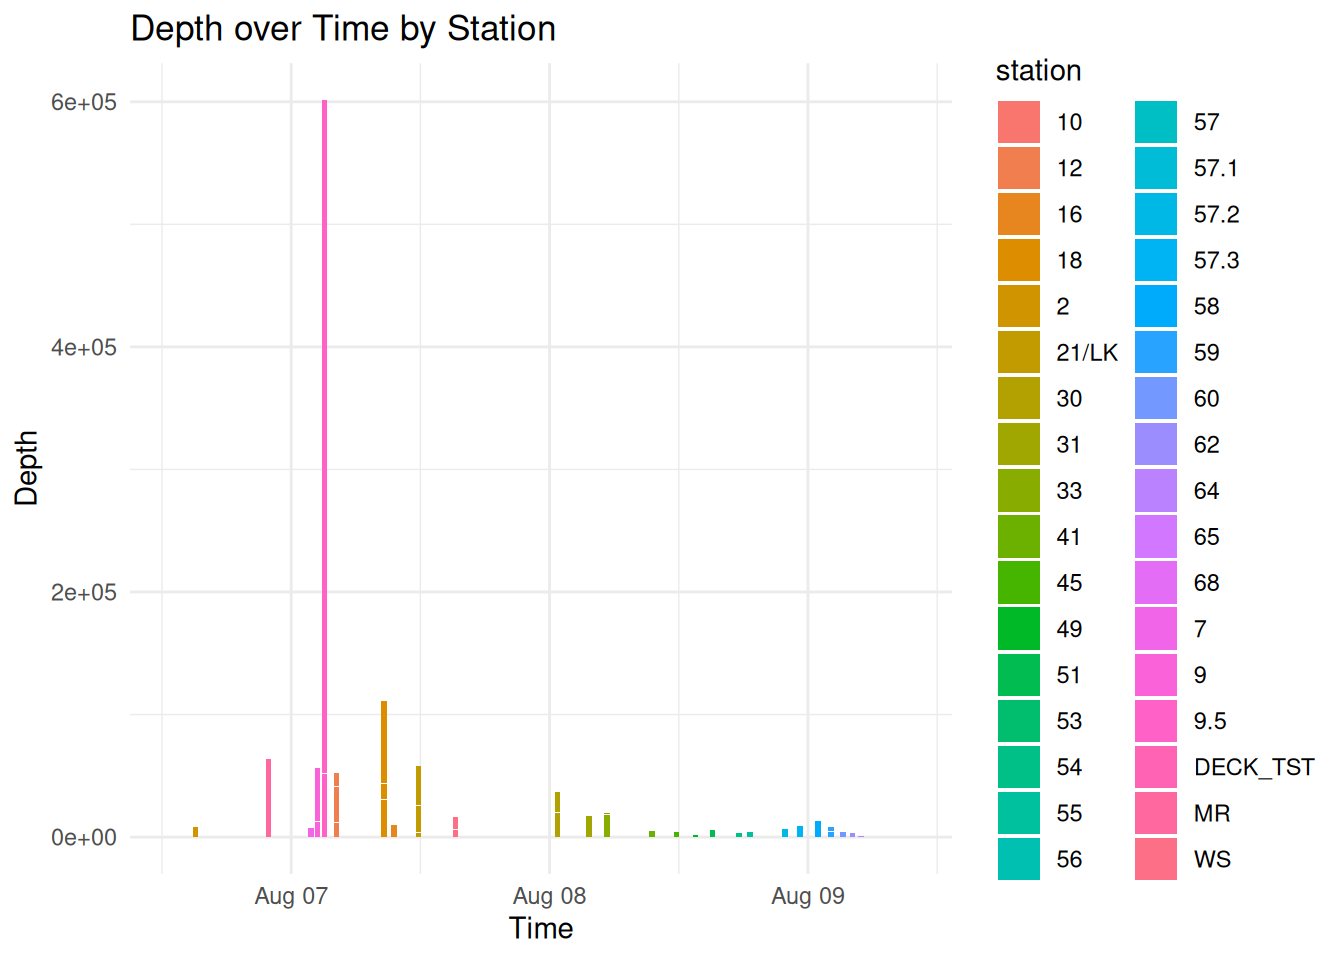 Depth over Time by Station
Depth
6e+05
4e+05
2e+05
0e+00
Aug 07
Aug 08
Aug 09
Time
station
10
12
16
18
2
21/LK
30
31
33
41
45
49
51
53
54
55
56
57
57.1
57.2
57.3
58
59
60
62
64
65
68
7
9
9.5
DECK_TST
MR
WS